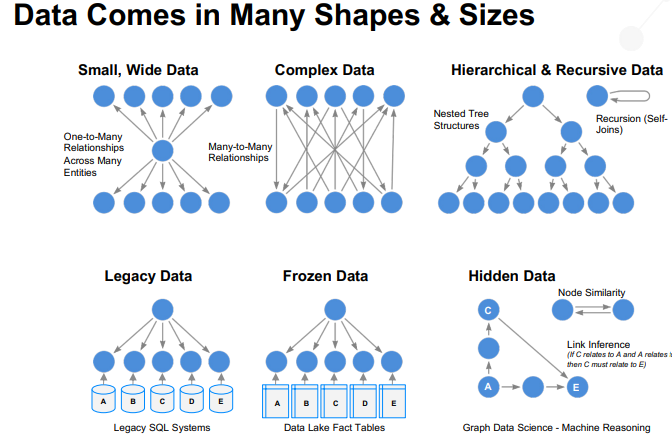 Data Comes in Many Shapes & Sizes
Small, Wide Data
One-to-Many
Relationships
Across Many
Entities
Complex Data
Many-to-Many
Relationships
Hierarchical & Recursive Data
Nested Tree
Structures
Recursion (Self-
Joins)
Legacy Data
A B C D E
Legacy SQL Systems
Frozen Data
A B C D E
Data Lake Fact Tables
Hidden Data
Node Similarity
C
Link Inference
(If C relates to A and A relates
then C must relate to E)
A
E
Graph Data Science - Machine Reasoning